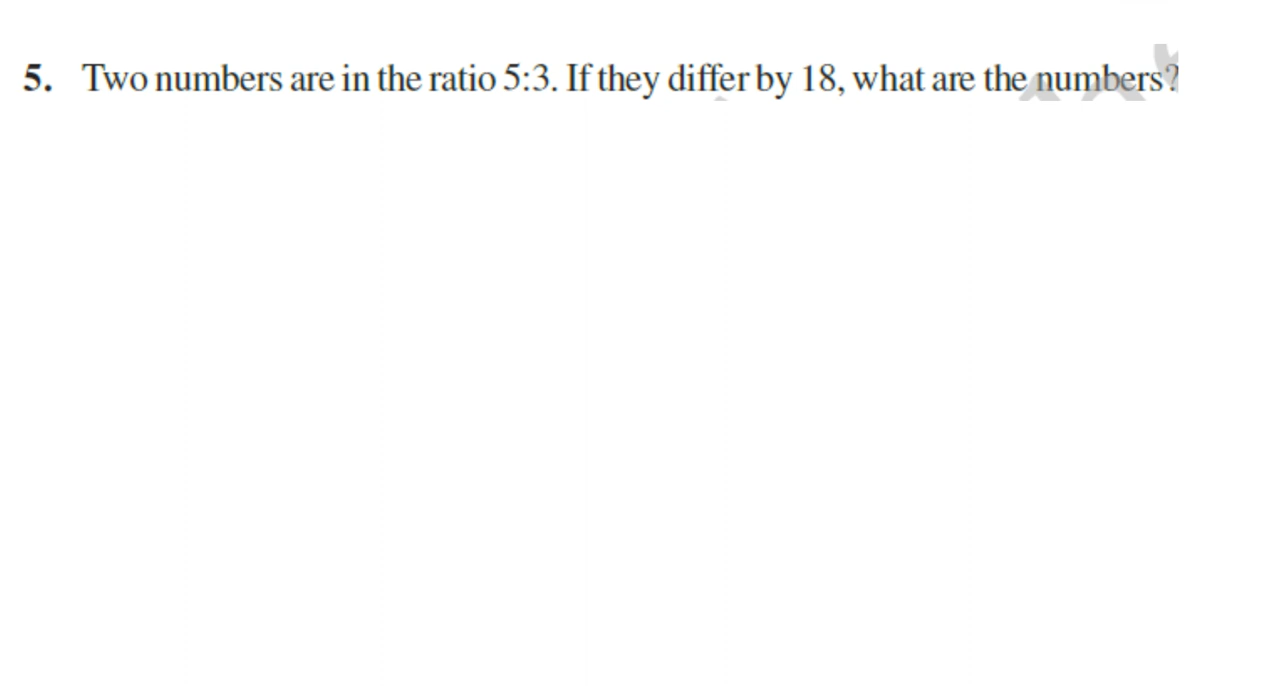 5. Two numbers are in the ratio 5:3. If they differ by 18, what are the numbers?